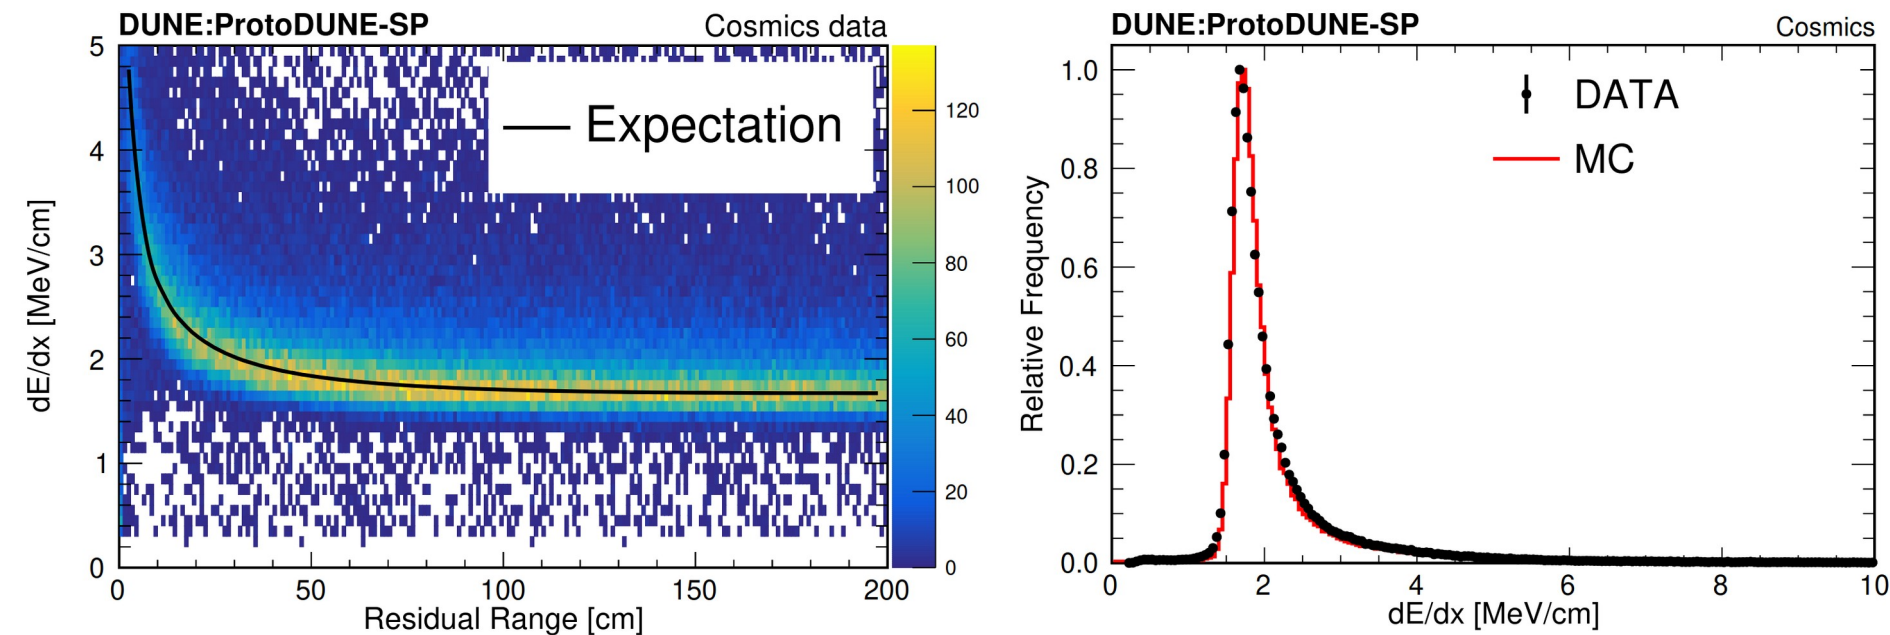 DUNE:ProtoDUNE-SP Cosmics data
5
4
3
2
1
0
dE/dx [MeV/cm]
Expectation
0 50 100 150 200
Residual Range [cm]
120
100
80
60
40
20
0
DUNE:ProtoDUNE-SP Cosmics
1.0
0.8
0.6
0.4
0.2
0.0
Relative Frequency
DATA
MC
0 2 4 6 8 10
dE/dx [MeV/cm]